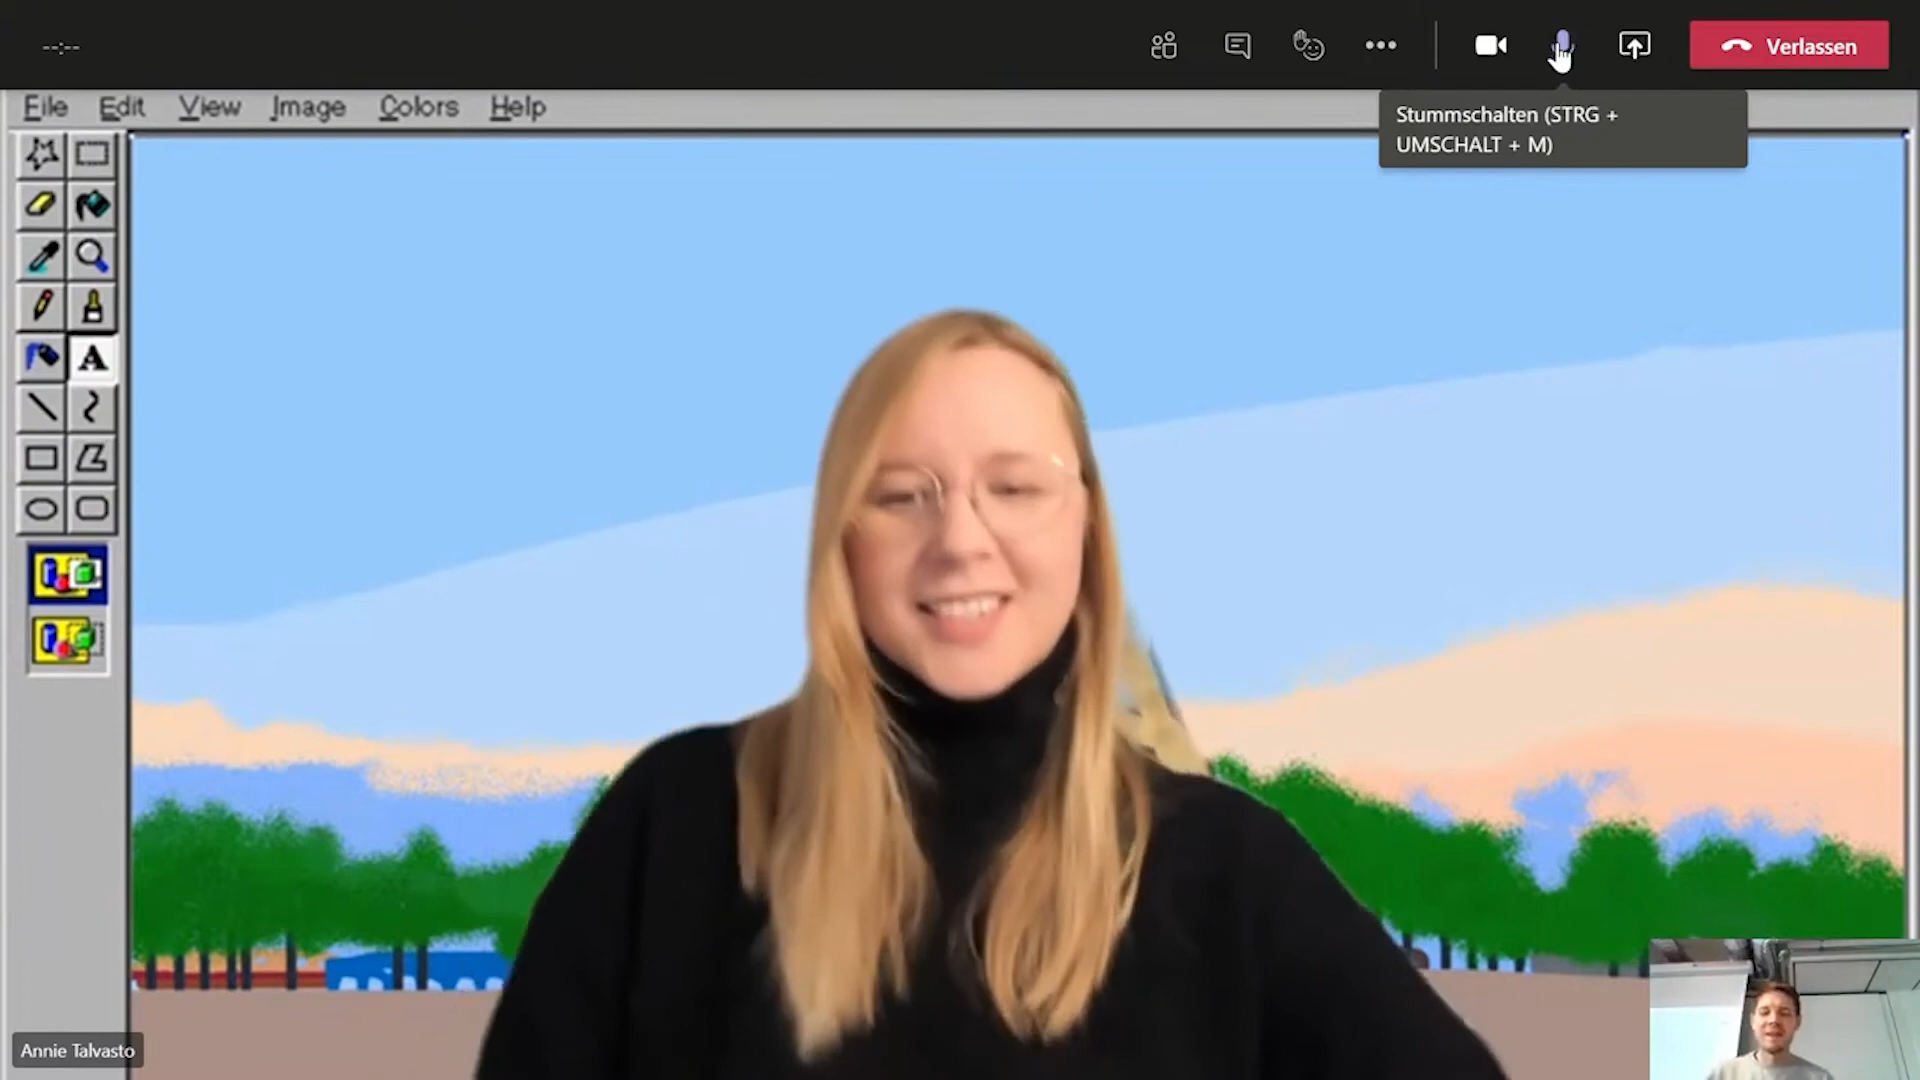 --:--
Verlassen
Stummschalten (STRG +
UMSCHALT + M)
File Edit View Image Colors Help
A
Annie Talvasto